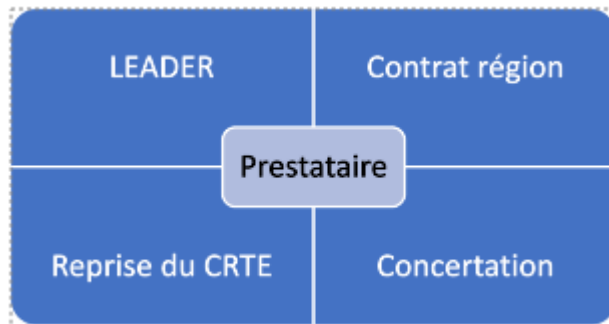 LEADER
Contrat région
Prestataire
Reprise du CRTE
Concertation